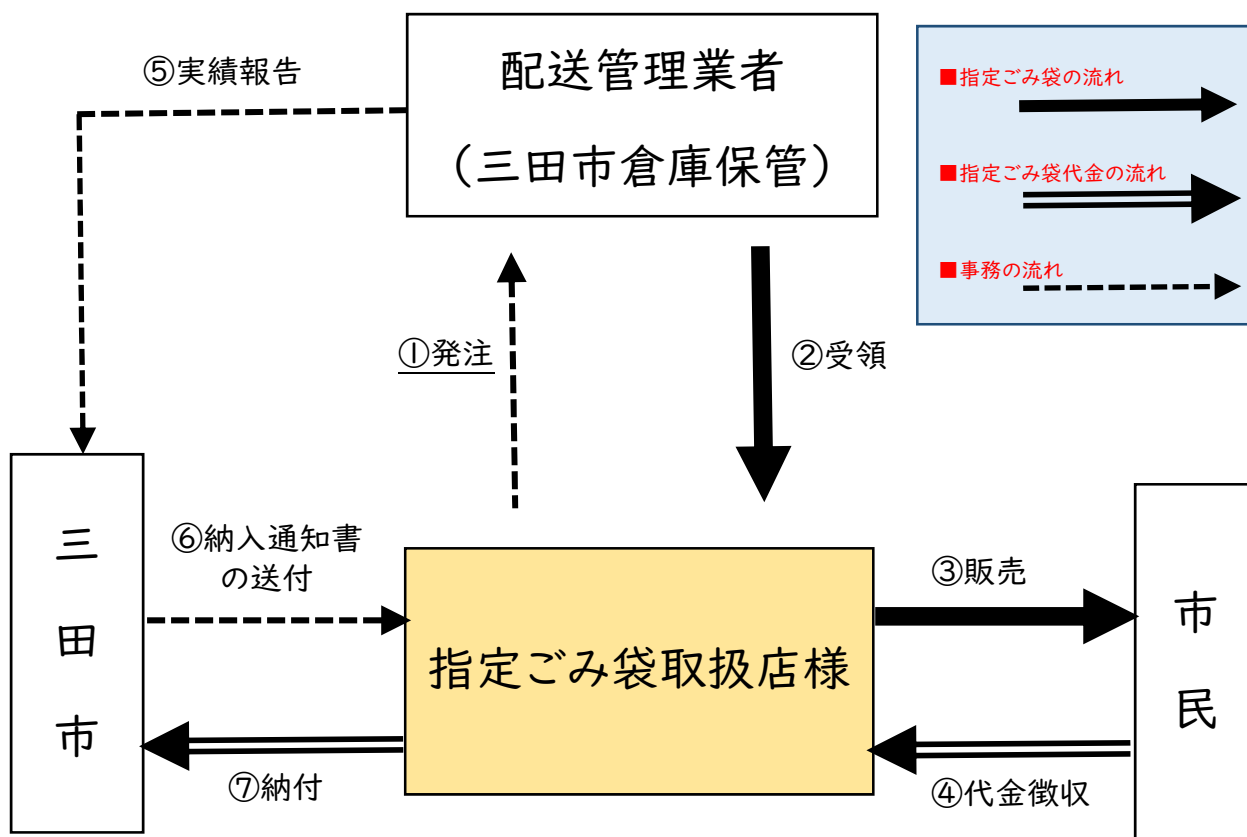 ⑤実績報告
配送管理業者
（三田市倉庫保管）
■指定ごみ袋の流れ
■指定ごみ袋代金の流れ
■事務の流れ
①発注
②受領
三田市
⑥納入通知書
の送付
指定ごみ袋取扱店様
③販売
市民
⑦納付
④代金徴収